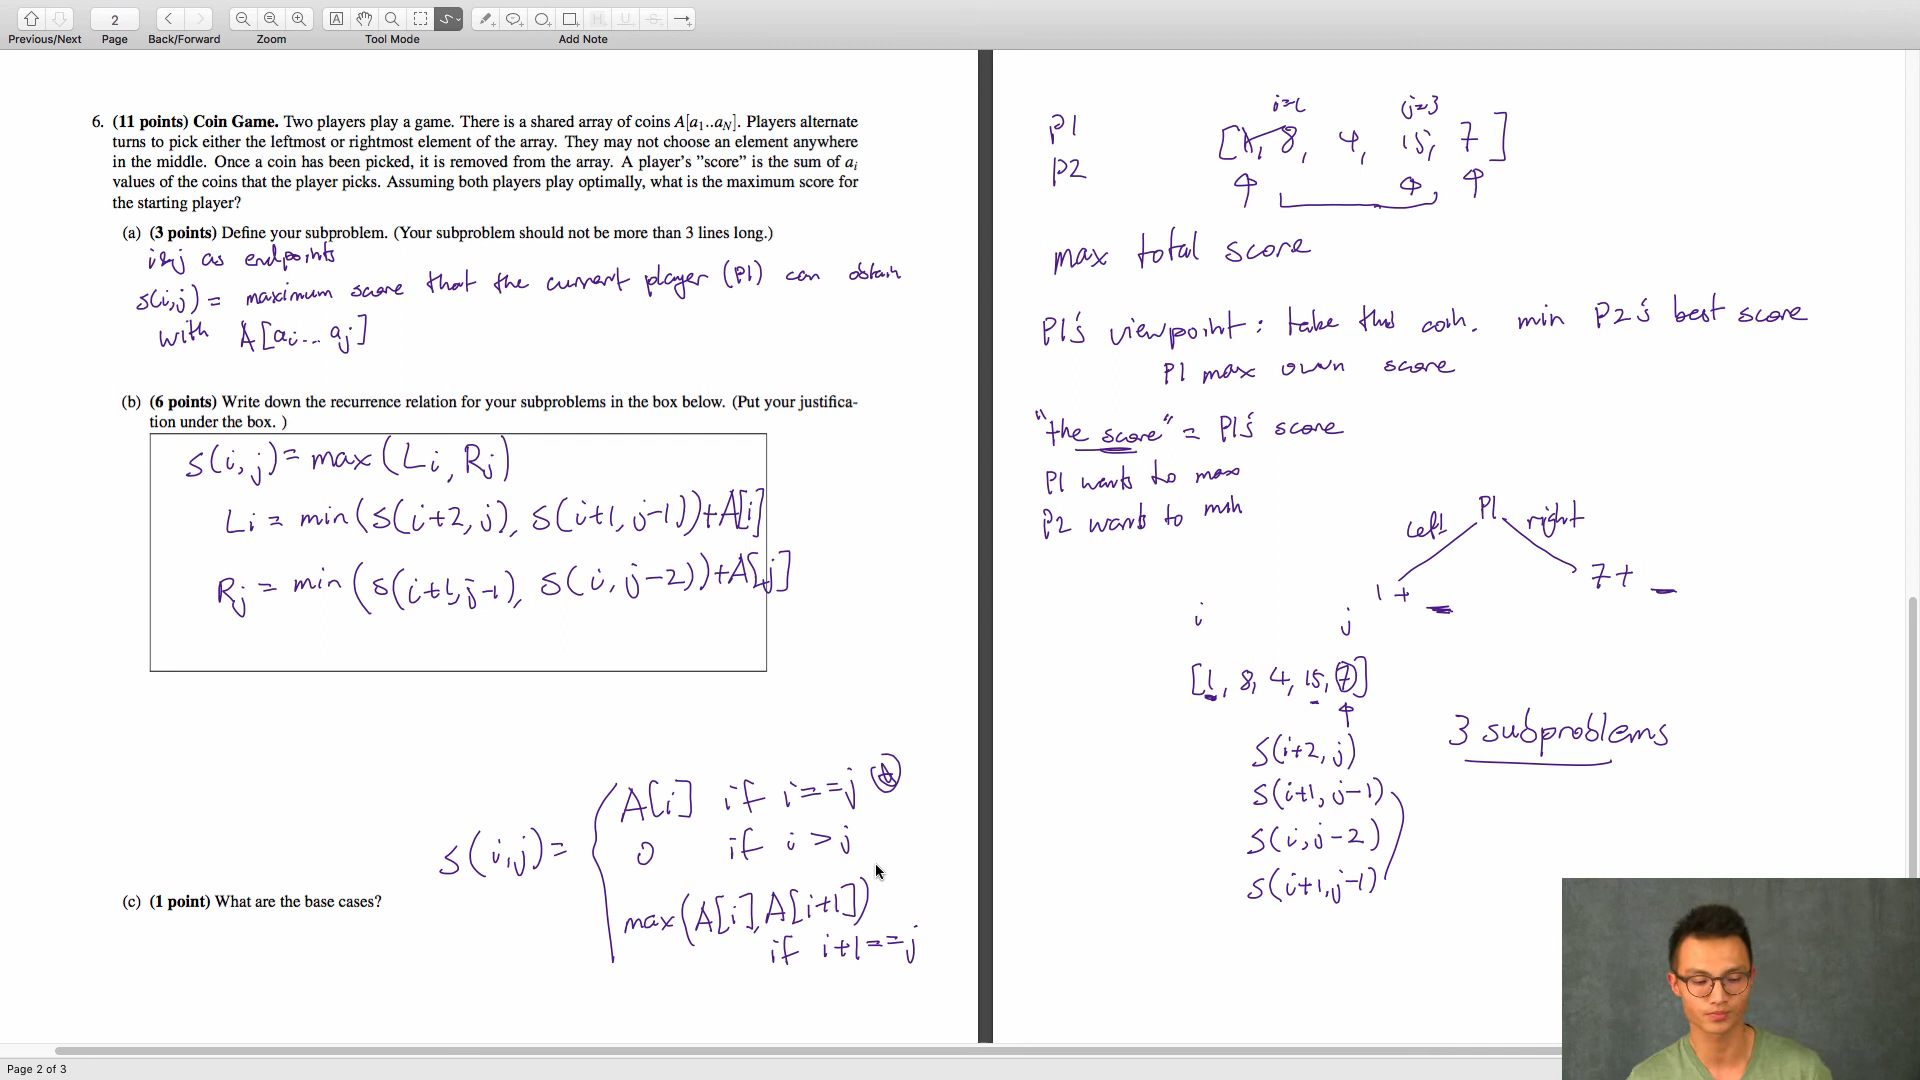 2
Previous/Next Page Back/Forward Zoom Tool Mode Add Note
6. (11 points) Coin Game. Two players play a game. There is a shared array of coins A[a1..aN]. Players alternate
turns to pick either the leftmost or rightmost element of the array. They may not choose an element anywhere
in the middle. Once a coin has been picked, it is removed from the array. A player's "score" is the sum of ai
values of the coins that the player picks. Assuming both players play optimally, what is the maximum score for
the starting player?
(a) (3 points) Define your subproblem. (Your subproblem should not be more than 3 lines long.)
i & j as endpoints
S(i,j) = maximum score that the current player (P1) can obtain
with A[ai... aj]
(b) (6 points) Write down the recurrence relation for your subproblems in the box below. (Put your justifica-
tion under the box. )
S(i,j) = max(Li, Rj)
Li = min(S(i+2, j), S(i+1, j-1))+A[i]
Rj = min(S(i+1, j-1), S(i, j-2))+A[j]
S(i,j) =
A[i] if i==j
0 if i > j
max(A[i], A[i+1])
if i+1==j
(c) (1 point) What are the base cases?
j=3
P1
P2
[1, 8, 4, 15, 7]
max total score
P1's viewpoint: take this coin. min P2's best score
P1 max own score
"the score" = P1's score
P1 wants to max
P2 wants to min
P1
left right
1 + _
7 + _
i j
[1, 8, 4, 15, 7]
S(i+2, j)
S(i+1, j-1)
S(i, j-2)
S(i+1, j-1)
3 subproblems
Page 2 of 3